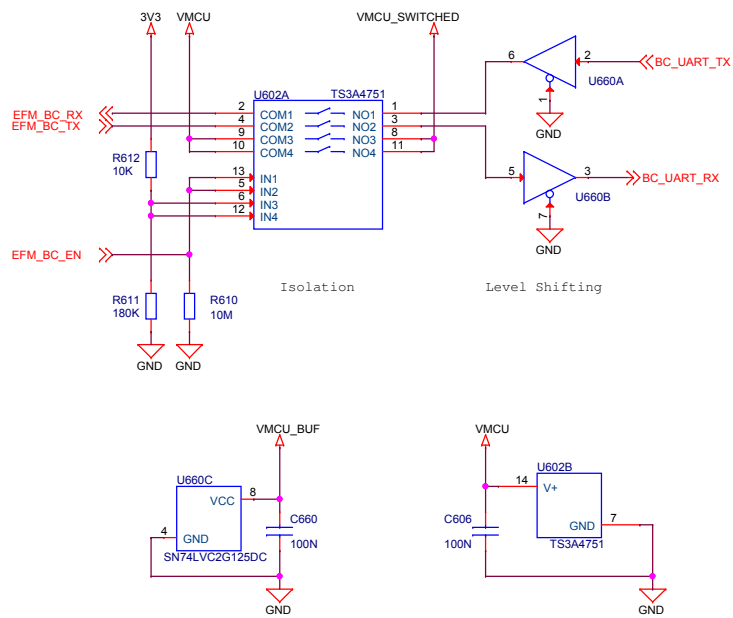 3V3 VMCU VMCU_SWITCHED
6 2 BC_UART_TX
U660A
1
GND
U602A TS3A4751
EFM_BC_RX 2 COM1 NO1 1
EFM_BC_TX 4 COM2 NO2 3
9 COM3 NO3 8
10 COM4 NO4 11
R612
10K
13 IN1
5 IN2
6 IN3
12 IN4
5 3 BC_UART_RX
U660B
7
GND
EFM_BC_EN
Isolation Level Shifting
R611
180K
R610
10M
GND GND
VMCU_BUF VMCU
U660C
VCC 8
4 GND
SN74LVC2G125DC
C660
100N
GND
U602B
14 V+
GND 7
TS3A4751
C606
100N
GND